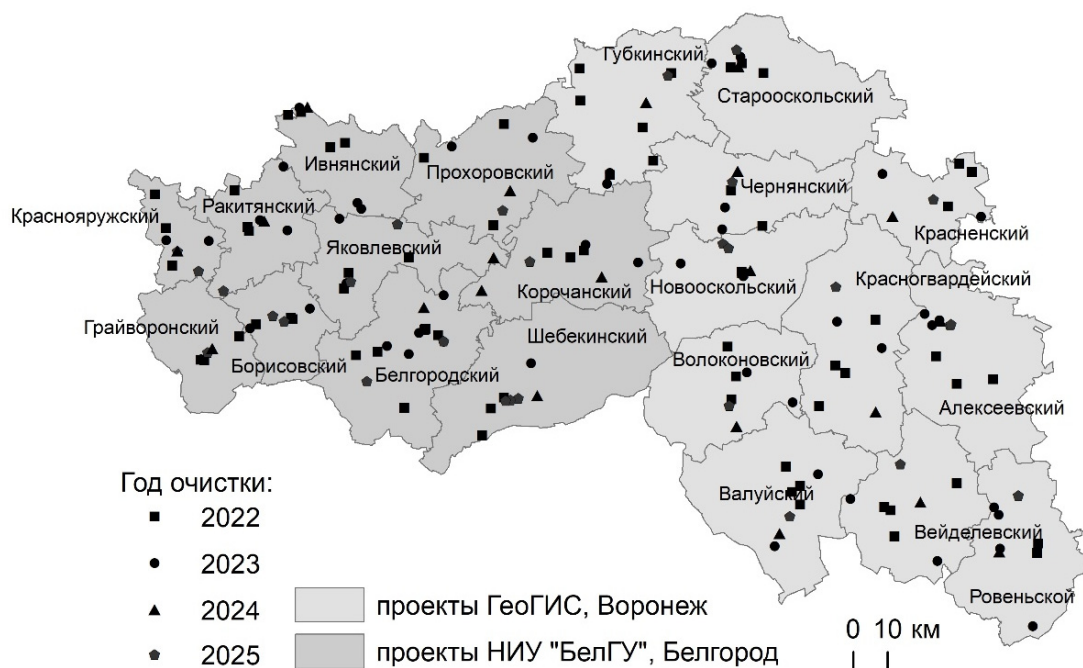 Губкинский
Старооскольский
Ивнянский
Прохоровский
Чернянский
Краснояружский
Ракитянский
Красненский
Яковлевский
Корочанский
Новооскольский
Красногвардейский
Грайворонский
Шебекинский
Борисовский
Белгородский
Волоконовский
Алексеевский
Валуйский
Вейделевский
Ровеньской
Год очистки:
2022
2023
2024
2025
проекты ГеоГИС, Воронеж
проекты НИУ "БелГУ", Белгород
0 10 км